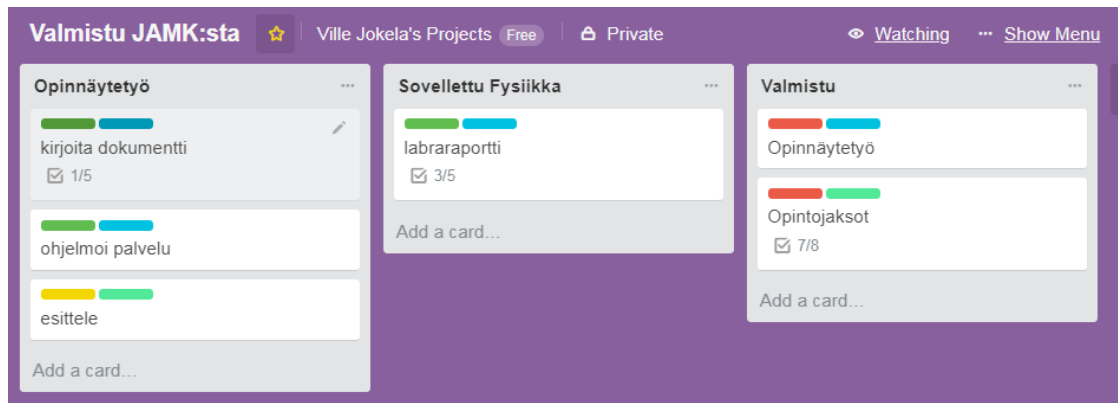 Valmistu JAMK:sta Ville Jokela's Projects Free Private Watching ... Show Menu
Opinnäytetyö ...
kirjoita dokumentti
1/5
ohjelmoi palvelu
esittele
Add a card...
Sovellettu Fysiikka ...
labraraportti
3/5
Add a card...
Valmistu ...
Opinnäytetyö
Opintojaksot
7/8
Add a card...